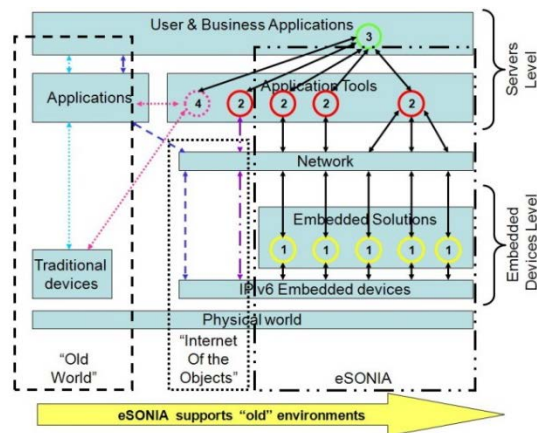 User & Business Applications
3
Applications
Application Tools
4
2
2
2
2
Network
Embedded Solutions
1
1
1
1
1
Traditional
devices
IPv6 Embedded devices
Physical world
"Old
World"
"Internet
Of the
Objects"
eSONIA
Servers
Level
Embedded
Devices Level
eSONIA supports "old" environments